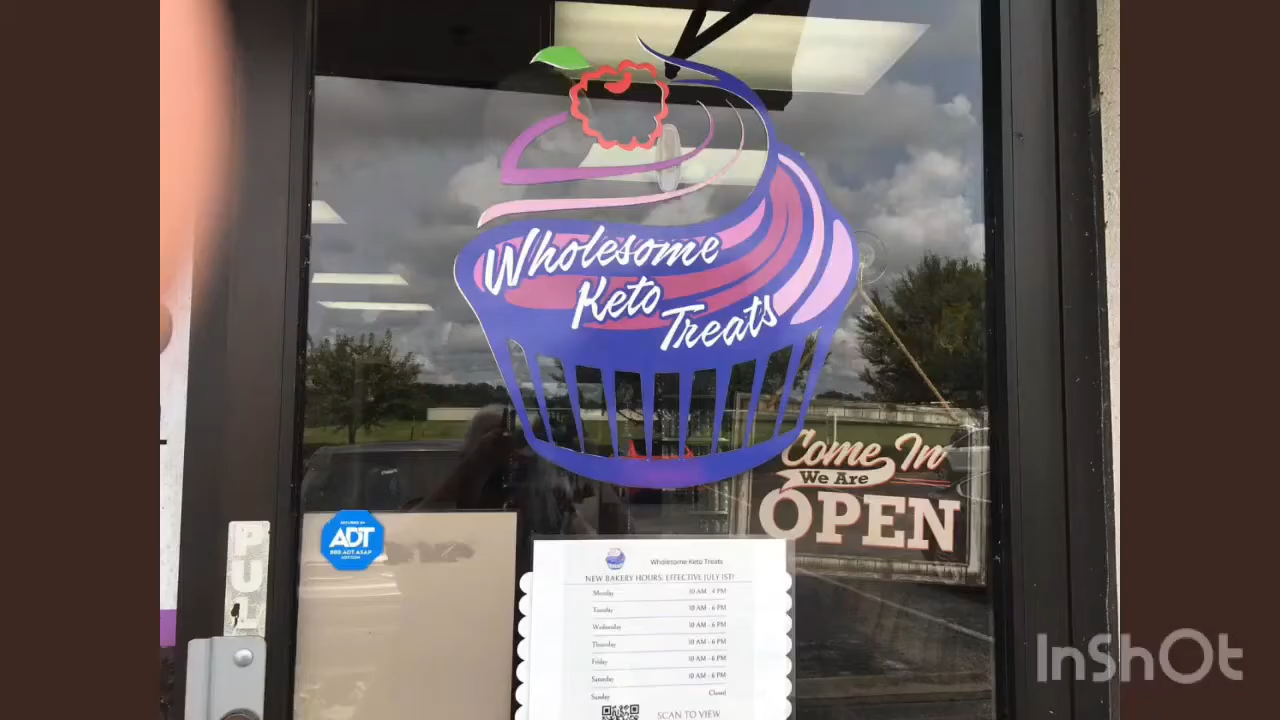 Wholesome
Keto
Treats
Come In
We Are
OPEN
PUL
ADT
Wholesome Keto Treats
NEW BAKERY HOURS: EFFECTIVE JULY 1ST!
Monday 10 AM - 4 PM
Tuesday 10 AM - 6 PM
Wednesday 10 AM - 6 PM
Thursday 10 AM - 6 PM
Friday 10 AM - 6 PM
Saturday 10 AM - 6 PM
Sunday Closed
SCAN TO VIEW
InShOt